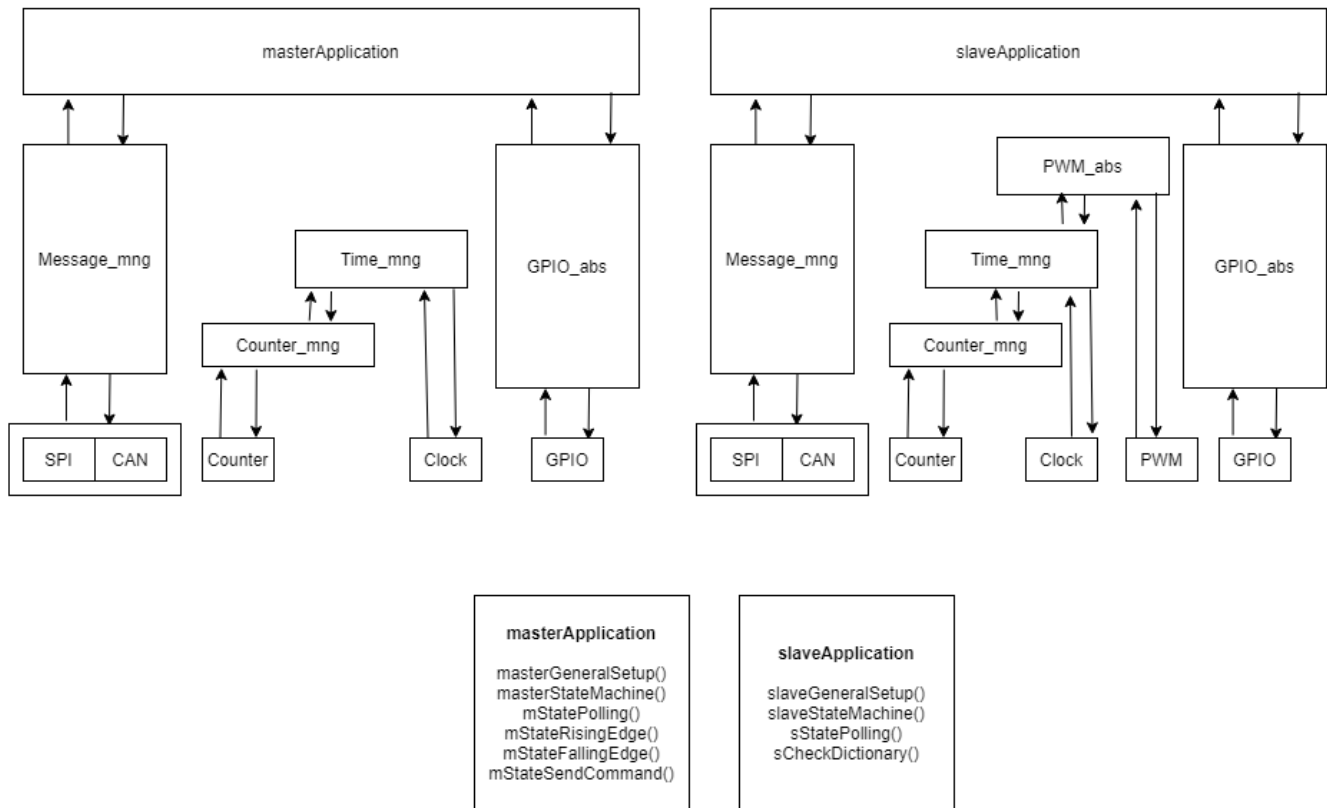 masterApplication
slaveApplication
Message_mng
Time_mng
Counter_mng
GPIO_abs
SPI
CAN
Counter
Clock
GPIO
Message_mng
PWM_abs
Time_mng
Counter_mng
GPIO_abs
SPI
CAN
Counter
Clock
PWM
GPIO
masterApplication
masterGeneralSetup()
masterStateMachine()
mStatePolling()
mStateRisingEdge()
mStateFallingEdge()
mStateSendCommand()
slaveApplication
slaveGeneralSetup()
slaveStateMachine()
sStatePolling()
sCheckDictionary()